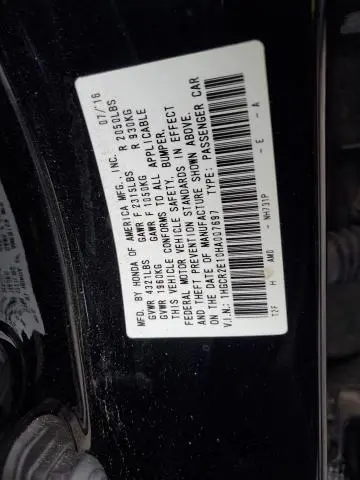 MFD. BY HONDA OF AMERICA MFG., INC. 07/16
GVWR 4321LBS GAWR F 2315LBS R 2050LBS
GVWR 1960KG GAWR F 1050KG R 930KG
THIS VEHICLE CONFORMS TO ALL APPLICABLE
FEDERAL MOTOR VEHICLE SAFETY, BUMPER,
AND THEFT PREVENTION STANDARDS IN EFFECT
ON THE DATE OF MANUFACTURE SHOWN ABOVE.
V.I.N.: 1HGCR2E10HA007697 TYPE: PASSENGER CAR
T2F H AMD - NH731P - E - A